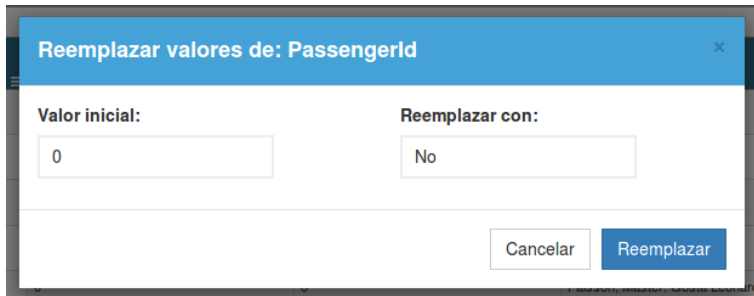 Reemplazar valores de: PassengerId ×
Valor inicial: Reemplazar con:
0 No
Cancelar Reemplazar